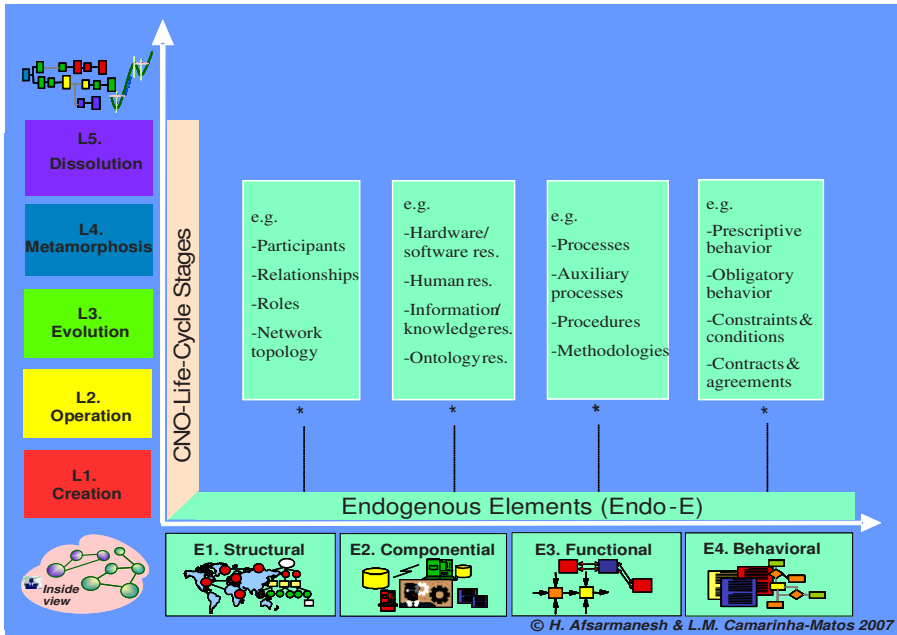 L5.
Dissolution
L4.
Metamorphosis
L3.
Evolution
L2.
Operation
L1.
Creation
CNO-Life-Cycle Stages
e.g.
-Participants
-Relationships
-Roles
-Network
topology
*
e.g.
-Hardware/
software res.
-Human res.
-Information/
knowledge res.
-Ontology res.
*
e.g.
-Processes
-Auxiliary
processes
-Procedures
-Methodologies
*
e.g.
-Prescriptive
behavior
-Obligatory
behavior
-Constraints &
conditions
-Contracts &
agreements
*
Endogenous Elements (Endo-E)
Inside
view
E1. Structural
E2. Componential
E3. Functional
E4. Behavioral
© H. Afsarmanesh & L.M. Camarinha-Matos 2007